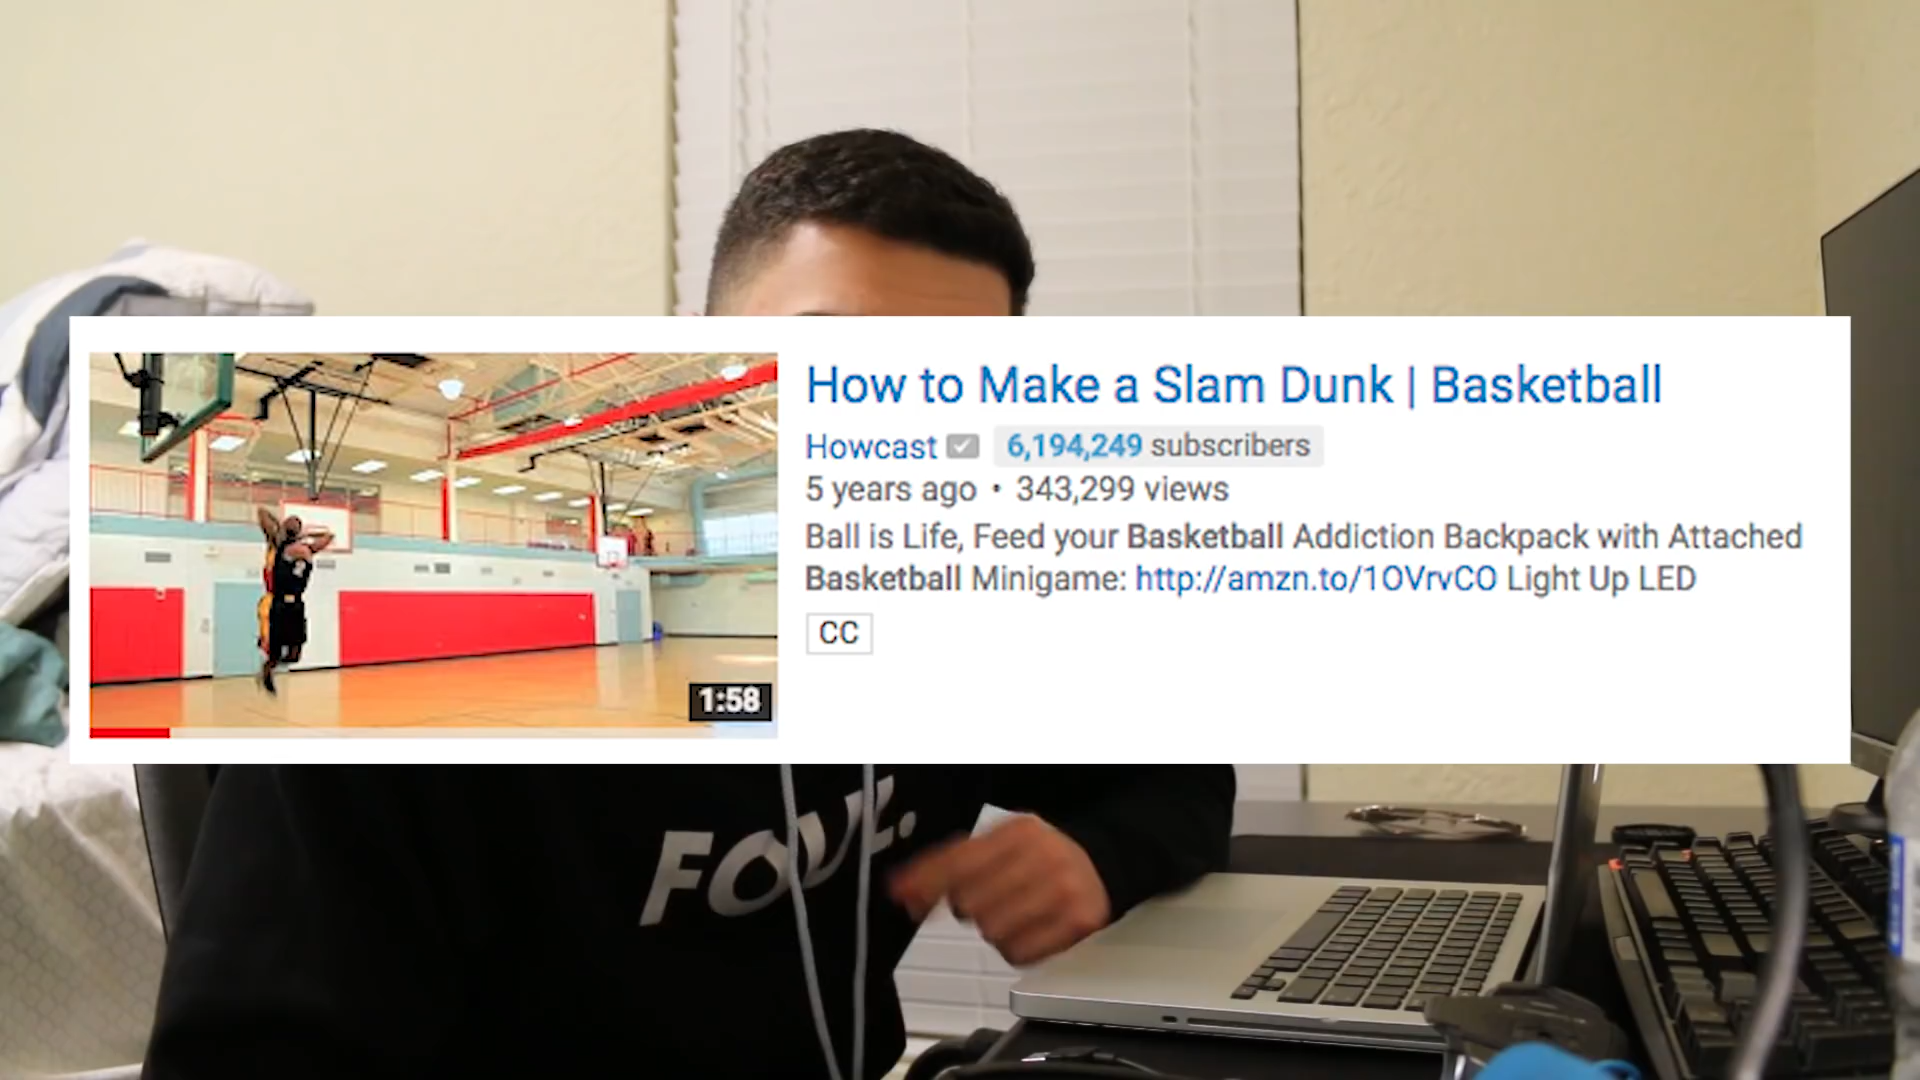 How to Make a Slam Dunk | Basketball
Howcast 6,194,249 subscribers
5 years ago • 343,299 views
Ball is Life, Feed your Basketball Addiction Backpack with Attached
Basketball Minigame: http://amzn.to/1OVrvCO Light Up LED
CC
1:58